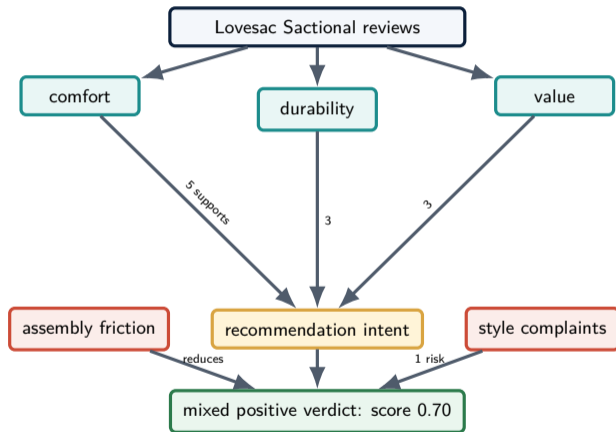 Lovesac Sactional reviews
comfort
durability
value
5 supports
3
3
assembly friction
recommendation intent
style complaints
reduces
1 risk
mixed positive verdict: score 0.70